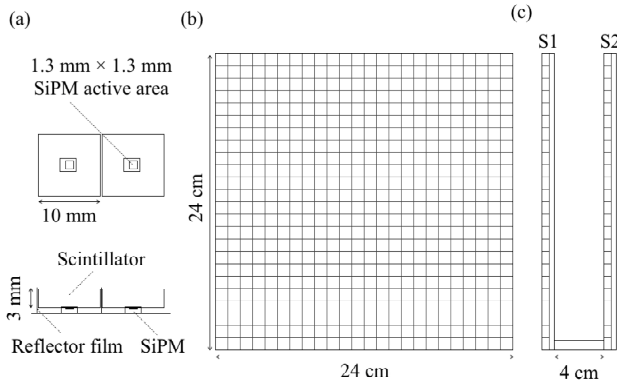 (a)
1.3 mm × 1.3 mm
SiPM active area
10 mm
Scintillator
3 mm
Reflector film
SiPM
(b)
24 cm
24 cm
(c)
S1
S2
4 cm